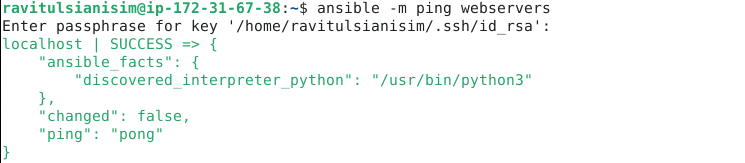 ravitulsianisim@ip-172-31-67-38:~$ ansible -m ping webservers
Enter passphrase for key '/home/ravitulsianisim/.ssh/id_rsa':
localhost | SUCCESS => {
    "ansible_facts": {
        "discovered_interpreter_python": "/usr/bin/python3"
    },
    "changed": false,
    "ping": "pong"
}